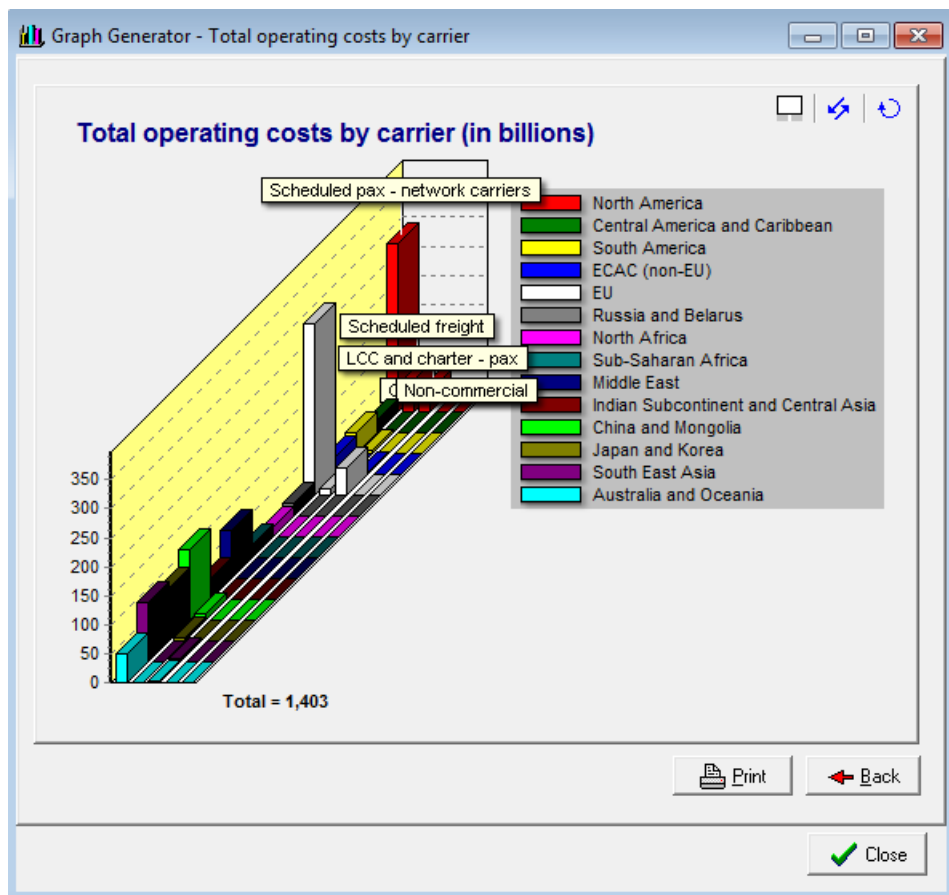 Graph Generator - Total operating costs by carrier
Total operating costs by carrier (in billions)
Scheduled pax - network carriers
Scheduled freight
LCC and charter - pax
Non-commercial
North America
Central America and Caribbean
South America
ECAC (non-EU)
EU
Russia and Belarus
North Africa
Sub-Saharan Africa
Middle East
Indian Subcontinent and Central Asia
China and Mongolia
Japan and Korea
South East Asia
Australia and Oceania
350
300
250
200
150
100
50
0
Total = 1,403
Print
Back
Close